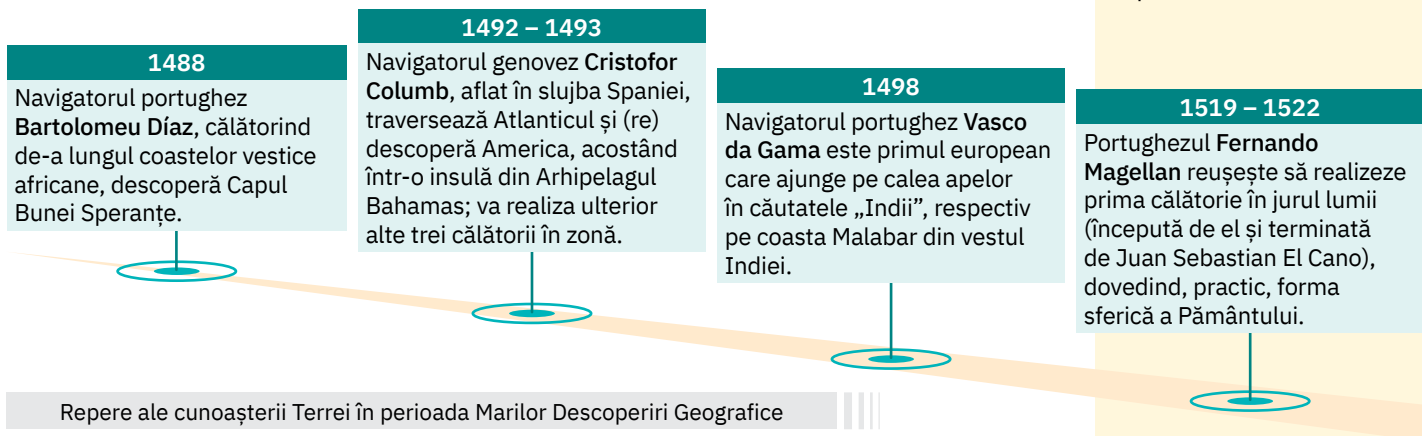 1488
Navigatorul portughez
Bartolomeu Díaz, călătorind
de-a lungul coastelor vestice
africane, descoperă Capul
Bunei Speranțe.
1492 – 1493
Navigatorul genovez Cristofor
Columb, aflat în slujba Spaniei,
traversează Atlanticul și (re)
descoperă America, acostând
într-o insulă din Arhipelagul
Bahamas; va realiza ulterior
alte trei călătorii în zonă.
1498
Navigatorul portughez Vasco
da Gama este primul european
care ajunge pe calea apelor
în căutatele „Indii”, respectiv
pe coasta Malabar din vestul
Indiei.
1519 – 1522
Portughezul Fernando
Magellan reușește să realizeze
prima călătorie în jurul lumii
(începută de el și terminată
de Juan Sebastian El Cano),
dovedind, practic, forma
sferică a Pământului.
Repere ale cunoașterii Terrei în perioada Marilor Descoperiri Geografice